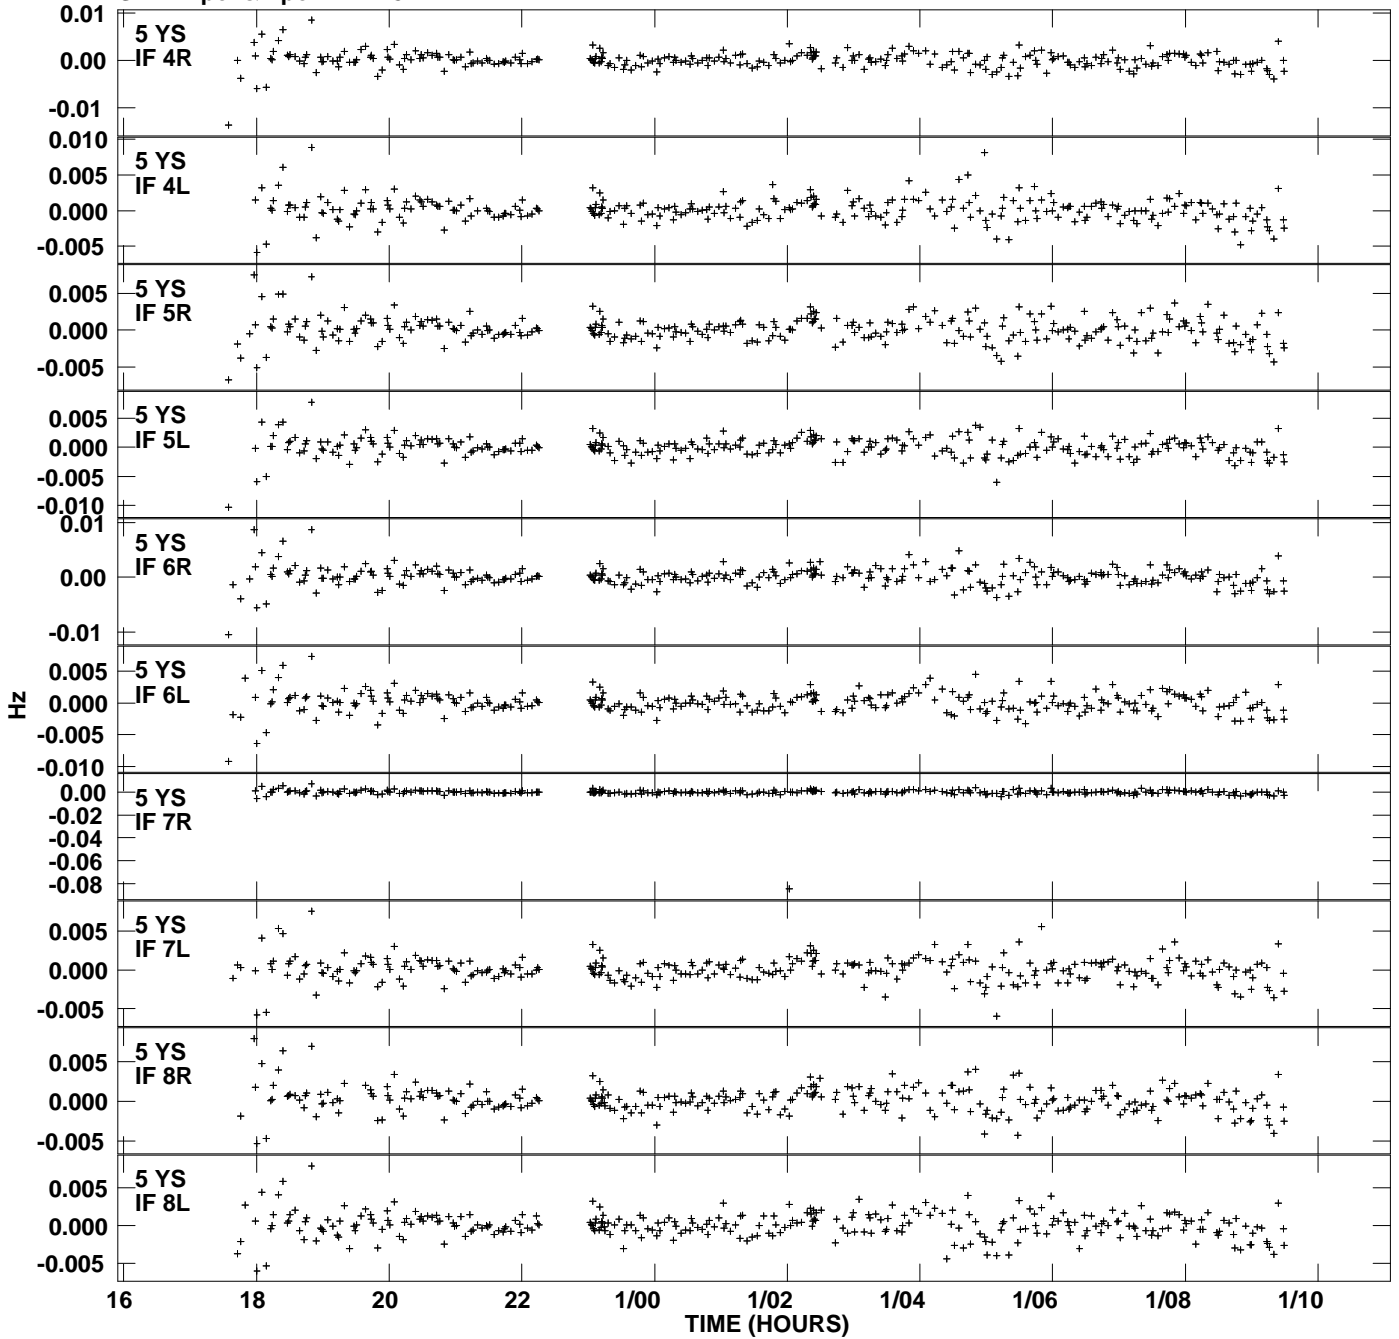 0.01
5 YS
0.00
IF 4R
-0.01
0.010
5 YS
0.005
IF 4L
0.000
-0.005
5 YS
0.005
IF 5R
0.000
-0.005
5 YS
0.005
IF 5L
0.000
-0.005
-0.010
0.01
5 YS
IF 6R
0.00
-0.01
5 YS
0.005
IF 6L
0.000
-0.005
-0.010
Hz
0.00
5 YS
-0.02
IF 7R
-0.04
-0.06
-0.08
5 YS
0.005
IF 7L
0.000
-0.005
5 YS
0.005
IF 8R
0.000
-0.005
5 YS
0.005
IF 8L
0.000
-0.005
16 18 20 22 1/00 1/02 1/04 1/06 1/08 1/10
TIME (HOURS)